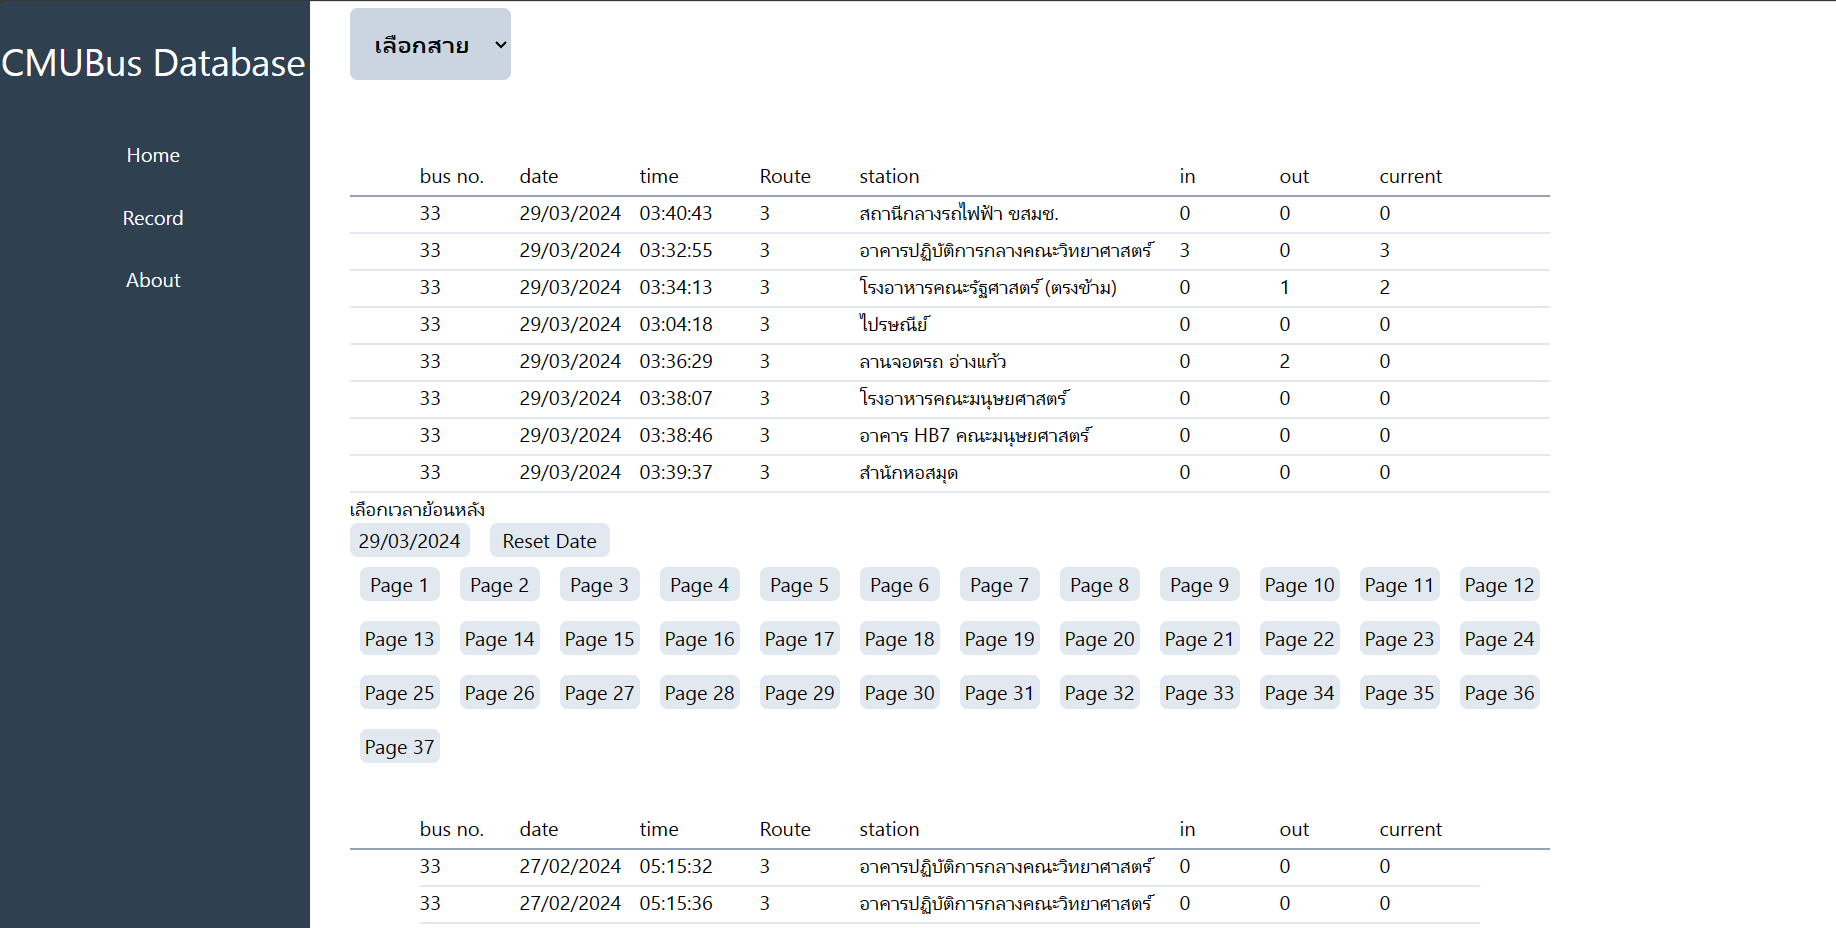 CMUBus Database
Home
Record
About
เลือกสาย
bus no. date time Route station in out current
33 29/03/2024 03:40:43 3 สถานีกลางรถไฟฟ้า ขสมช. 0 0 0
33 29/03/2024 03:32:55 3 อาคารปฏิบัติการกลางคณะวิทยาศาสตร์ 3 0 3
33 29/03/2024 03:34:13 3 โรงอาหารคณะรัฐศาสตร์ (ตรงข้าม) 0 1 2
33 29/03/2024 03:04:18 3 ไปรษณีย์ 0 0 0
33 29/03/2024 03:36:29 3 ลานจอดรถ อ่างแก้ว 0 2 0
33 29/03/2024 03:38:07 3 โรงอาหารคณะมนุษยศาสตร์ 0 0 0
33 29/03/2024 03:38:46 3 อาคาร HB7 คณะมนุษยศาสตร์ 0 0 0
33 29/03/2024 03:39:37 3 สำนักหอสมุด 0 0 0
เลือกเวลาย้อนหลัง
29/03/2024 Reset Date
Page 1 Page 2 Page 3 Page 4 Page 5 Page 6 Page 7 Page 8 Page 9 Page 10 Page 11 Page 12
Page 13 Page 14 Page 15 Page 16 Page 17 Page 18 Page 19 Page 20 Page 21 Page 22 Page 23 Page 24
Page 25 Page 26 Page 27 Page 28 Page 29 Page 30 Page 31 Page 32 Page 33 Page 34 Page 35 Page 36
Page 37
bus no. date time Route station in out current
33 27/02/2024 05:15:32 3 อาคารปฏิบัติการกลางคณะวิทยาศาสตร์ 0 0 0
33 27/02/2024 05:15:36 3 อาคารปฏิบัติการกลางคณะวิทยาศาสตร์ 0 0 0